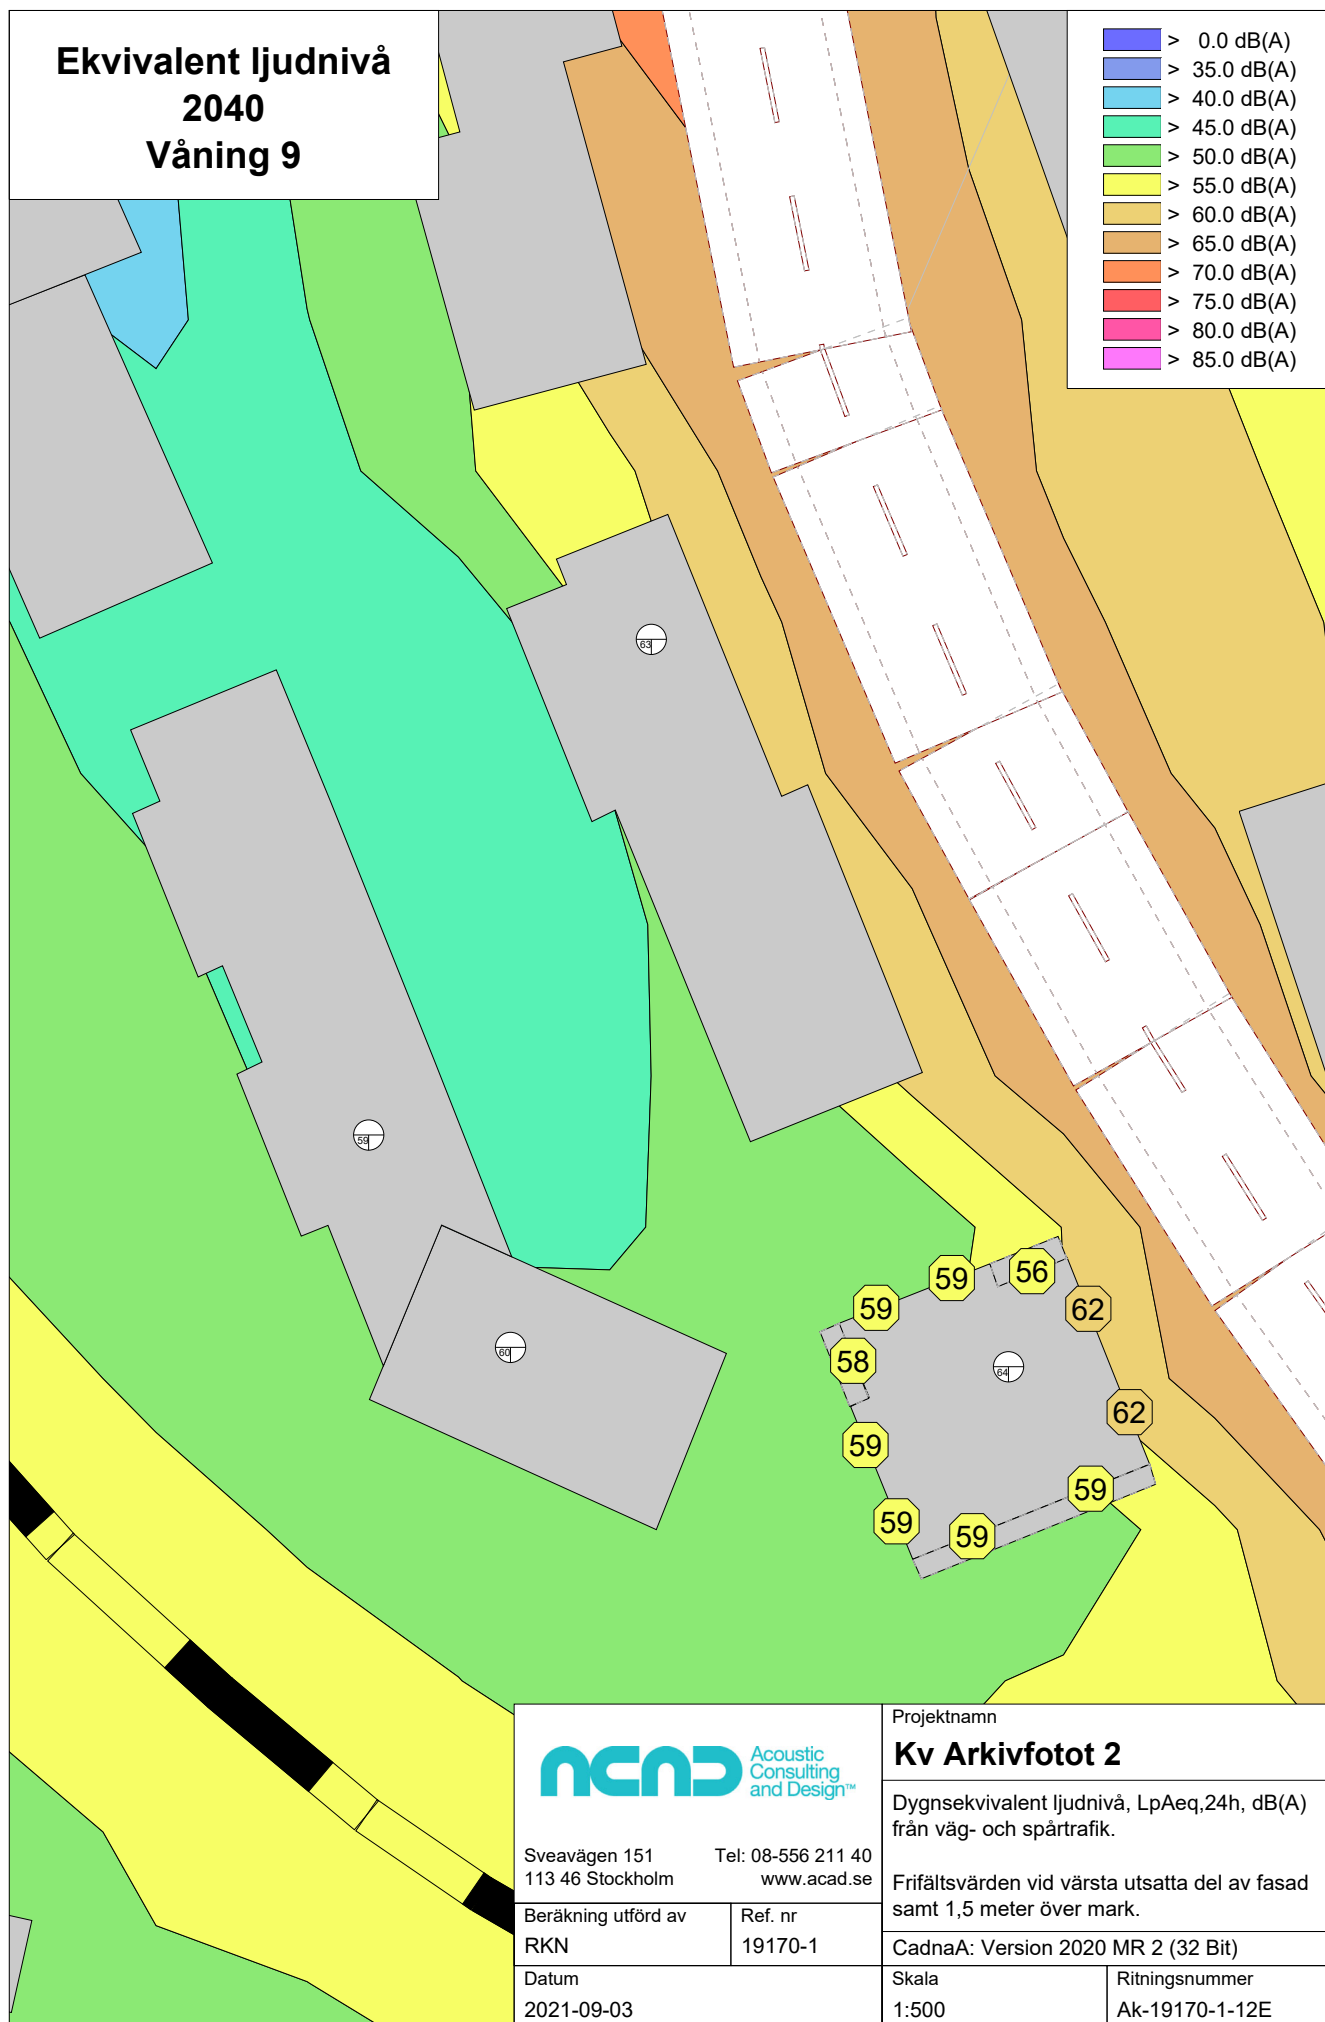 Ekvivalent ljudnivå
2040
Våning 9
> 0.0 dB(A)
> 35.0 dB(A)
> 40.0 dB(A)
> 45.0 dB(A)
> 50.0 dB(A)
> 55.0 dB(A)
> 60.0 dB(A)
> 65.0 dB(A)
> 70.0 dB(A)
> 75.0 dB(A)
> 80.0 dB(A)
> 85.0 dB(A)
63
59
60
64
59
59
56
62
58
62
59
59
59
59
acad
Acoustic
Consulting
and Design™
Sveavägen 151
113 46 Stockholm
Tel: 08-556 211 40
www.acad.se
Beräkning utförd av
RKN
Ref. nr
19170-1
Datum
2021-09-03
Projektnamn
Kv Arkivfotot 2
Dygnsekvivalent ljudnivå, LpAeq,24h, dB(A)
från väg- och spårtrafik.
Frifältsvärden vid värsta utsatta del av fasad
samt 1,5 meter över mark.
CadnaA: Version 2020 MR 2 (32 Bit)
Skala
1:500
Ritningsnummer
Ak-19170-1-12E